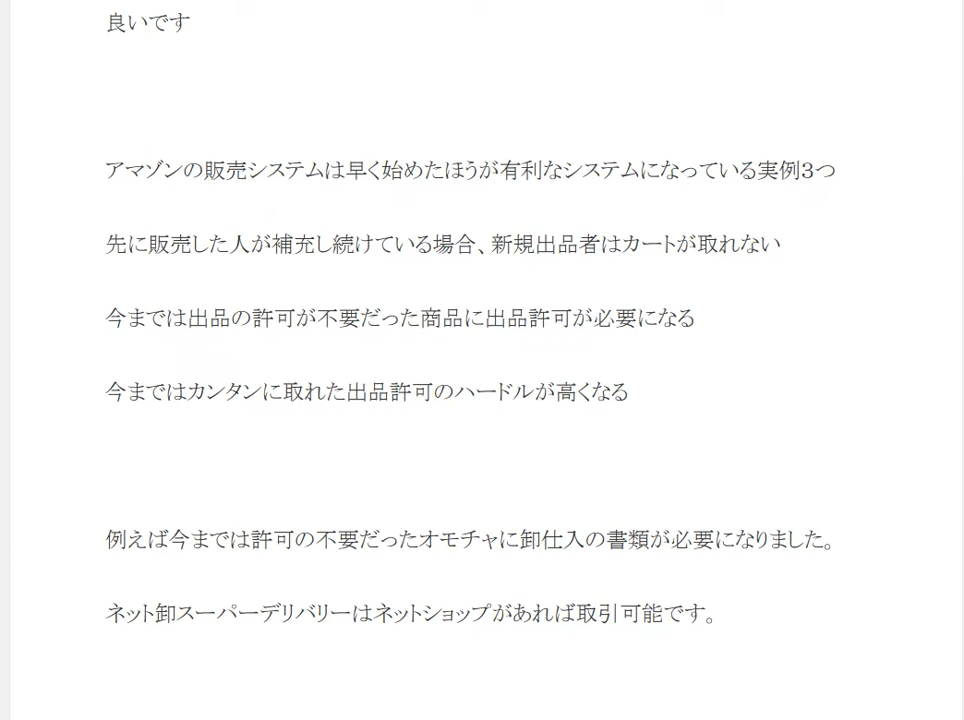 良いです
アマゾンの販売システムは早く始めたほうが有利なシステムになっている実例３つ
先に販売した人が補充し続けている場合、新規出品者はカートが取れない
今までは出品の許可が不要だった商品に出品許可が必要になる
今まではカンタンに取れた出品許可のハードルが高くなる
例えば今までは許可の不要だったオモチャに卸仕入の書類が必要になりました。
ネット卸スーパーデリバリーはネットショップがあれば取引可能です。